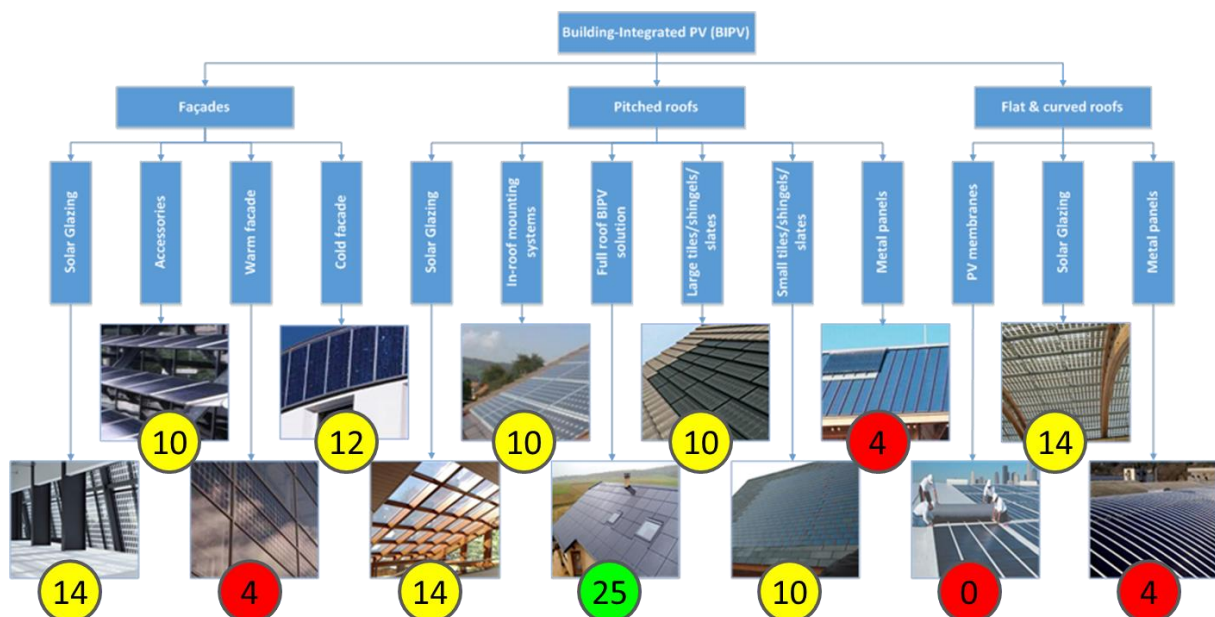 Building-Integrated PV (BIPV)
Façades
Pitched roofs
Flat & curved roofs
Solar Glazing
Accessories
Warm facade
Cold facade
Solar Glazing
In-roof mounting
systems
Full roof BIPV
solution
Large tiles/shingels/
slates
Small tiles/shingels/
slates
Metal panels
PV membranes
Solar Glazing
Metal panels
10
12
10
10
4
14
14
4
14
25
10
0
4